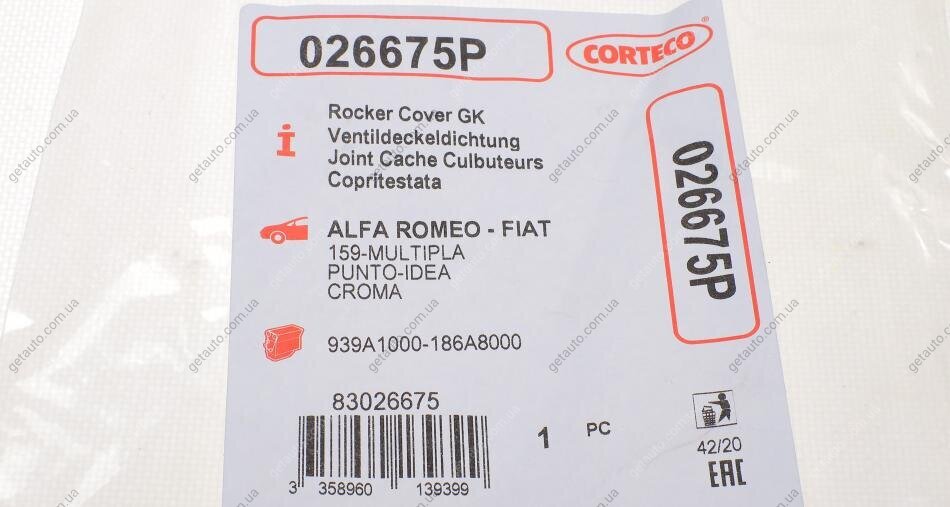 026675P
CORTECO®
Rocker Cover GK
Ventildeckeldichtung
Joint Cache Culbuteurs
Copritestata
026675P
ALFA ROMEO - FIAT
159-MULTIPLA
PUNTO-IDEA
CROMA
939A1000-186A8000
83026675
3 358960 139399
1 PC
42/20
EAC
getauto.com.ua